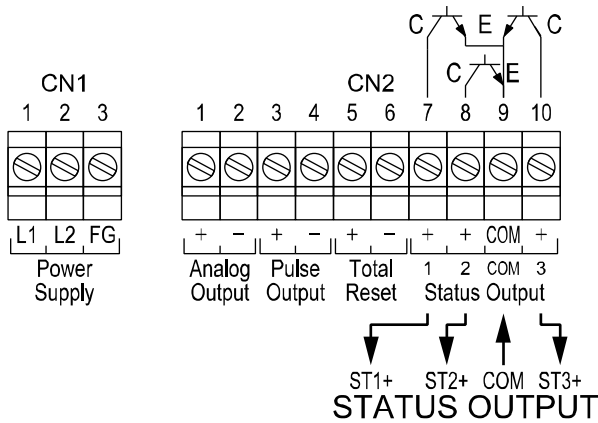 C E C
C E
CN1 CN2
1 2 3 1 2 3 4 5 6 7 8 9 10
L1 L2 FG + − + − + − + + COM +
Power Supply
Analog Output
Pulse Output
Total Reset
1 2 COM 3
Status Output
ST1+ ST2+ COM ST3+
STATUS OUTPUT